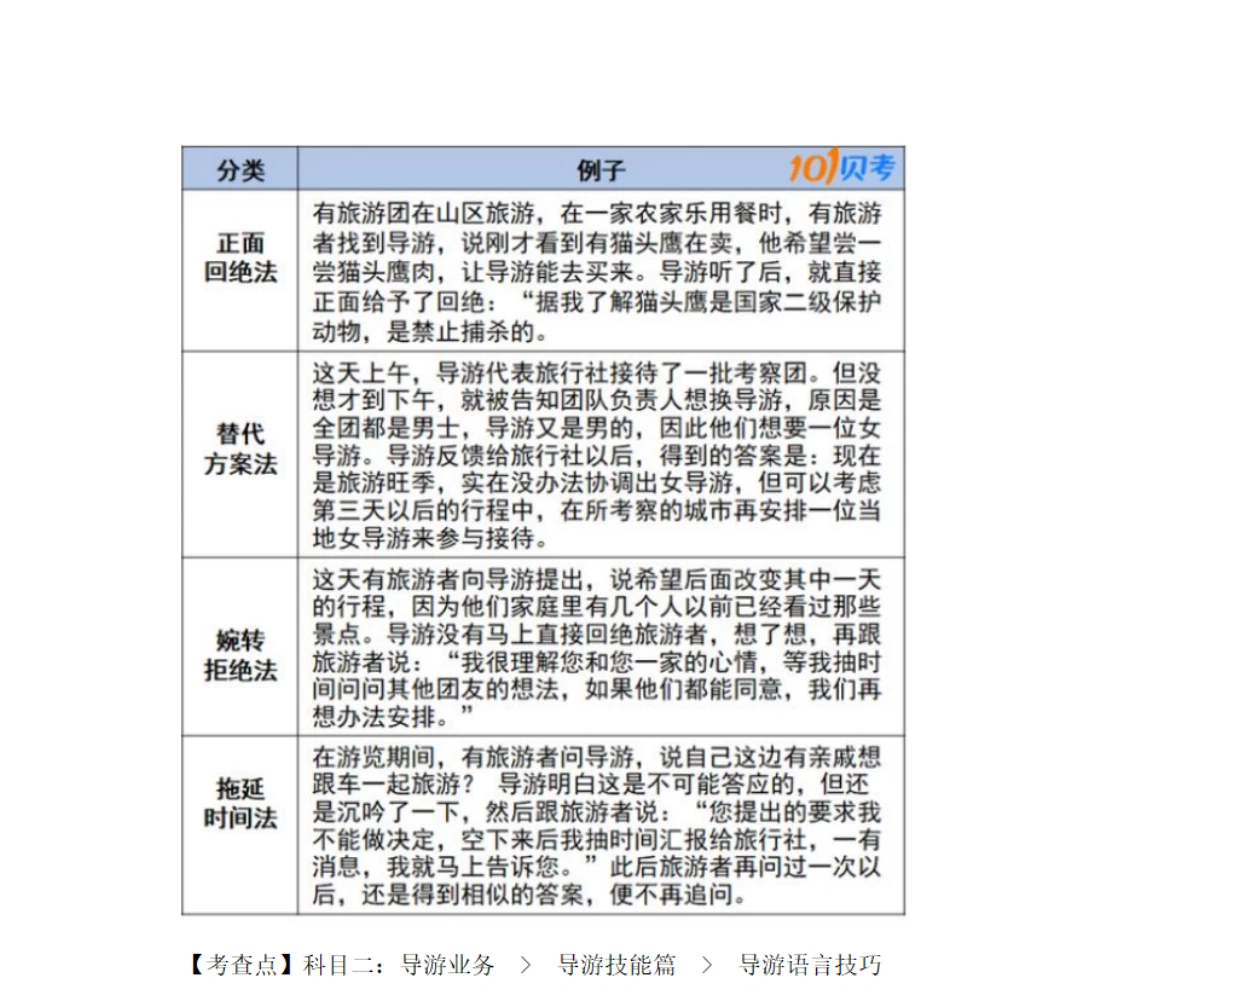 分类 例子 101贝考
正面
回绝法
有旅游团在山区旅游，在一家农家乐用餐时，有旅游
者找到导游，说刚才看到有猫头鹰在卖，他希望尝一
尝猫头鹰肉，让导游能去买来。导游听了后，就直接
正面给予了回绝：“据我了解猫头鹰是国家二级保护
动物，是禁止捕杀的。
替代
方案法
这天上午，导游代表旅行社接待了一批考察团。但没
想才到下午，就被告知团队负责人想换导游，原因是
全团都是男士，导游又是男的，因此他们想要一位女
导游。导游反馈给旅行社以后，得到的答案是：现在
是旅游旺季，实在没办法协调出女导游，但可以考虑
第三天以后的行程中，在所考察的城市再安排一位当
地女导游来参与接待。
婉转
拒绝法
这天有旅游者向导游提出，说希望后面改变其中一天
的行程，因为他们家庭里有几个人以前已经看过那些
景点。导游没有马上直接回绝旅游者，想了想，再跟
旅游者说：“我很理解您和您一家的心情，等我抽时
间问问其他团友的想法，如果他们都能同意，我们再
想办法安排。”
拖延
时间法
在游览期间，有旅游者问导游，说自己这边有亲戚想
跟车一起旅游？ 导游明白这是不可能答应的，但还
是沉吟了一下，然后跟旅游者说：“您提出的要求我
不能做决定，空下来后我抽时间汇报给旅行社，一有
消息，我就马上告诉您。”此后旅游者再问过一次以
后，还是得到相似的答案，便不再追问。
【考查点】科目二：导游业务 > 导游技能篇 > 导游语言技巧